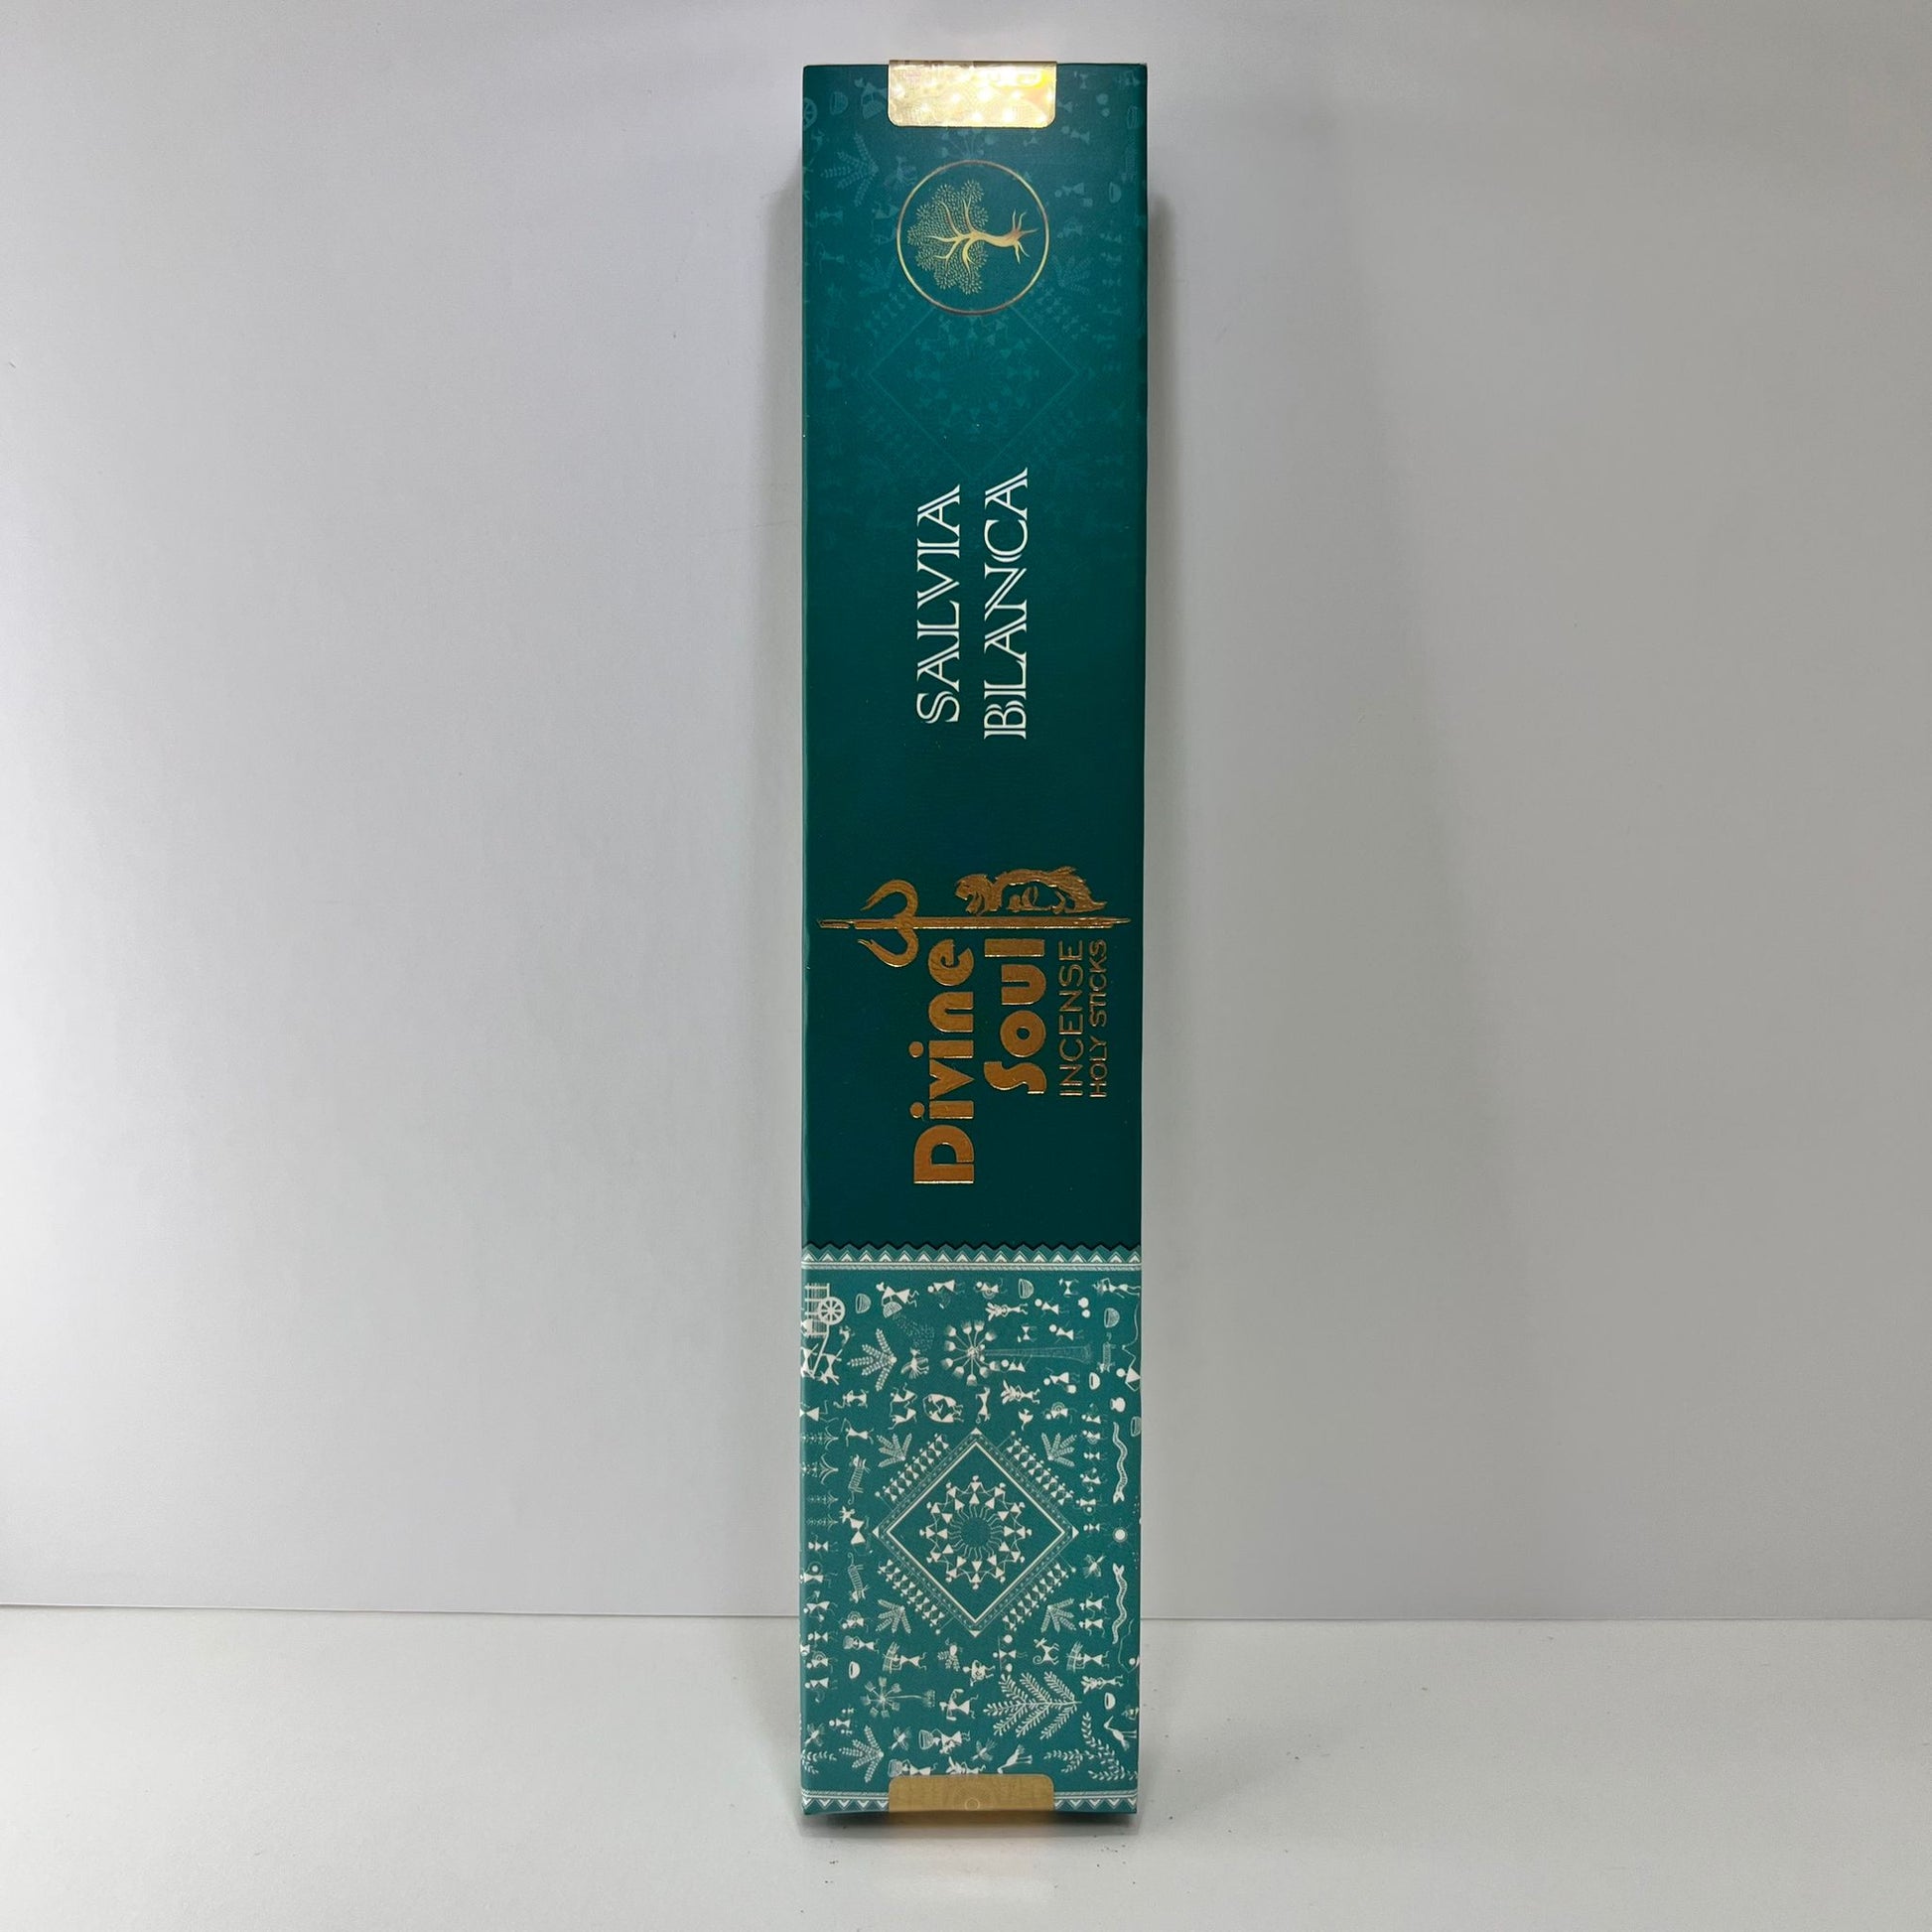 Divine
Soul
INCENSE
HOLY STICKS
SALVIA
BLANCA